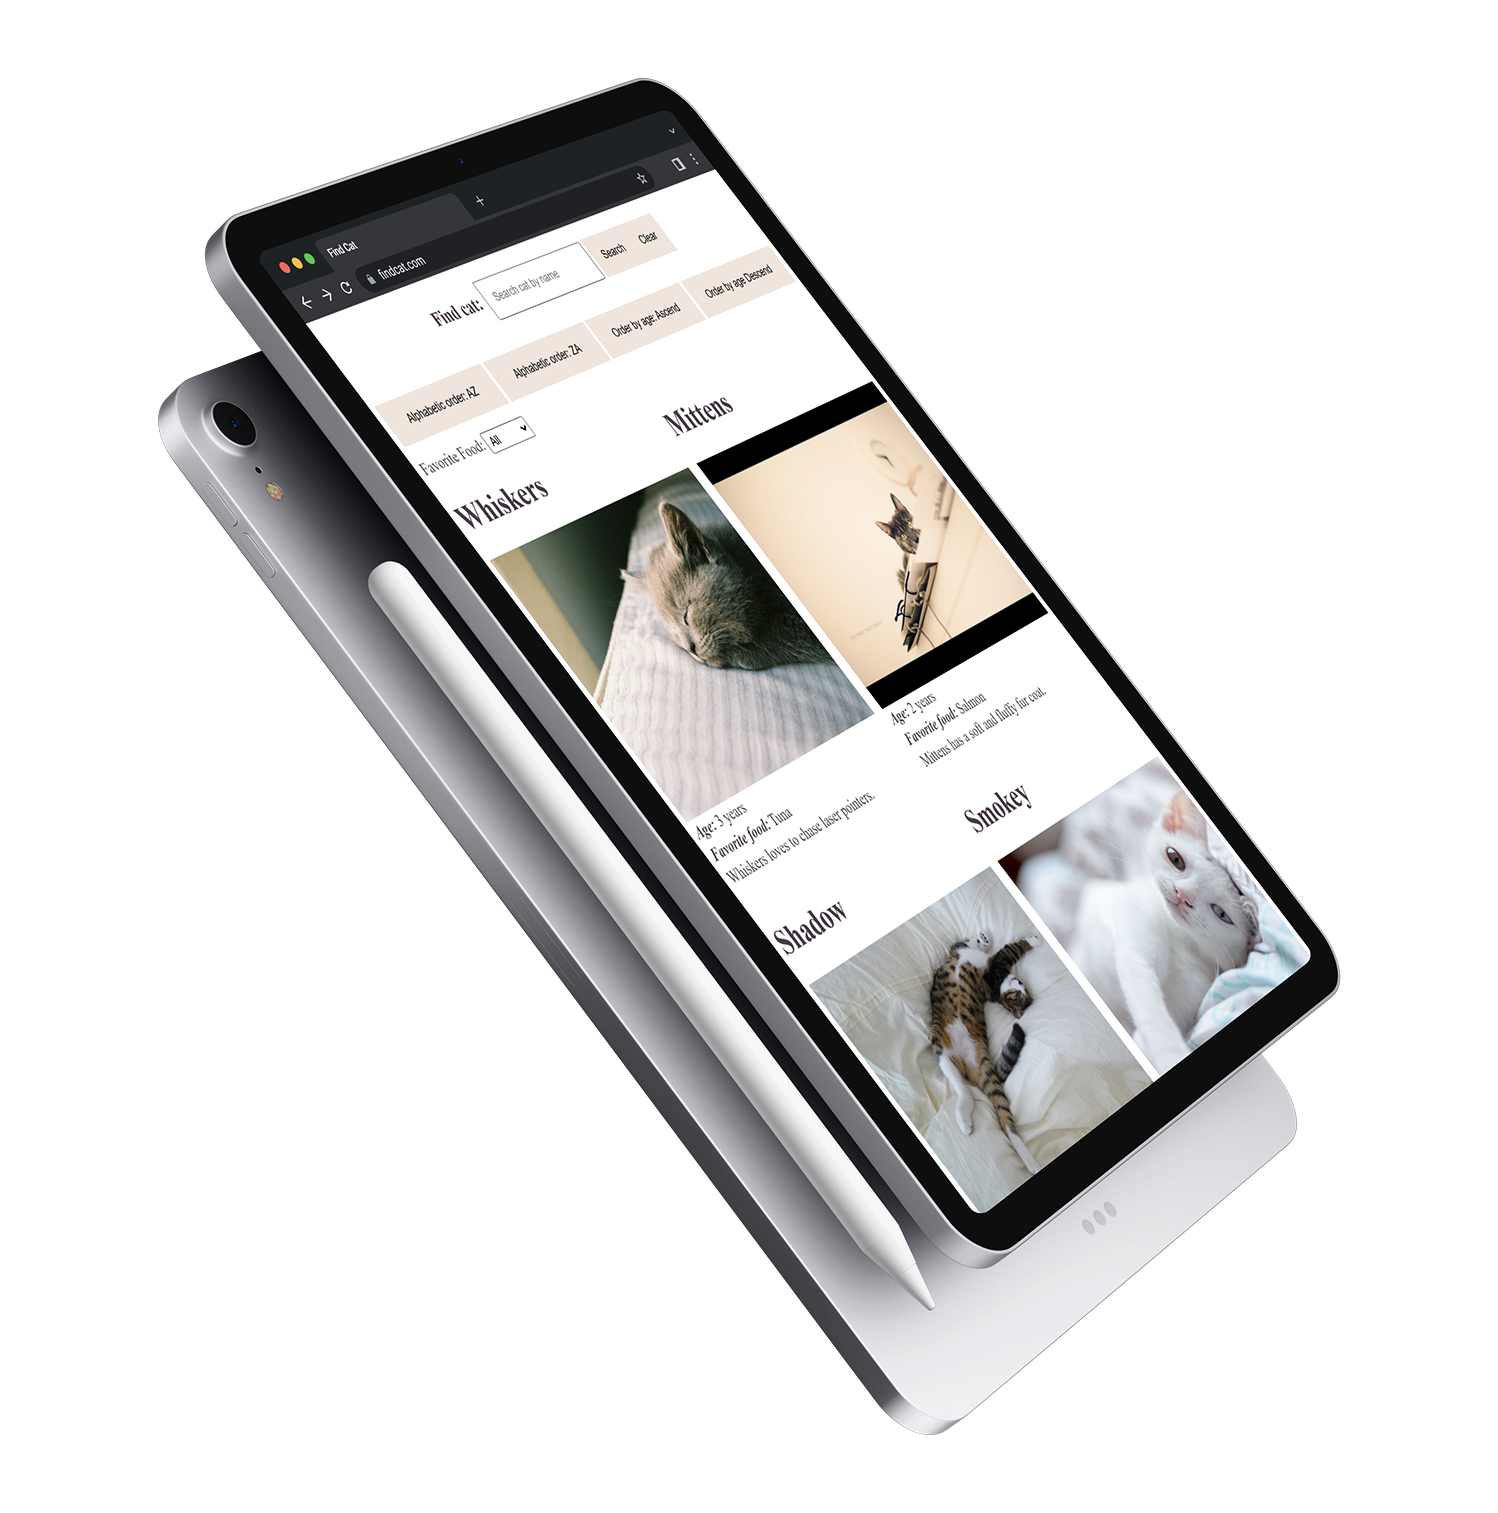 Find Cat
findcat.com
Find cat: Search cat by name Search Clear
Alphabetic order: AZ Alphabetic order: ZA Order by age: Ascend Order by age Descend
Favorite Food: All
Whiskers
Age: 3 years
Favorite food: Tuna
Whiskers loves to chase laser pointers.
Mittens
Age: 2 years
Favorite food: Salmon
Mittens has a soft and fluffy fur coat.
Shadow
Smokey